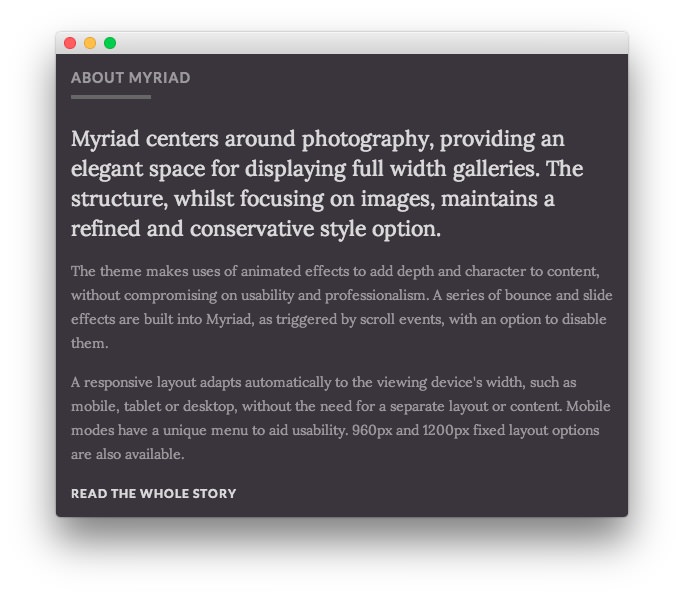 ABOUT MYRIAD
Myriad centers around photography, providing an
elegant space for displaying full width galleries. The
structure, whilst focusing on images, maintains a
refined and conservative style option.
The theme makes uses of animated effects to add depth and character to content,
without compromising on usability and professionalism. A series of bounce and slide
effects are built into Myriad, as triggered by scroll events, with an option to disable
them.
A responsive layout adapts automatically to the viewing device's width, such as
mobile, tablet or desktop, without the need for a separate layout or content. Mobile
modes have a unique menu to aid usability. 960px and 1200px fixed layout options
are also available.
READ THE WHOLE STORY